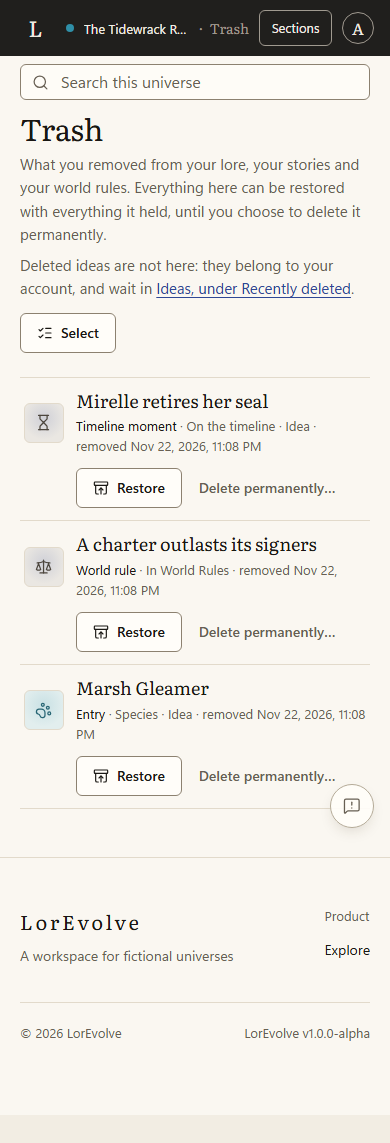 L
The Tidewrack R... · Trash
Sections
A
Search this universe
Trash
What you removed from your lore, your stories and
your world rules. Everything here can be restored
with everything it held, until you choose to delete it
permanently.
Deleted ideas are not here: they belong to your
account, and wait in Ideas, under Recently deleted.
Select
Mirelle retires her seal
Timeline moment · On the timeline · Idea ·
removed Nov 22, 2026, 11:08 PM
Restore
Delete permanently...
A charter outlasts its signers
World rule · In World Rules · removed Nov 22,
2026, 11:08 PM
Restore
Delete permanently...
Marsh Gleamer
Entry · Species · Idea · removed Nov 22, 2026, 11:08
PM
Restore
Delete permanently...
LorEvolve
A workspace for fictional universes
Product
Explore
© 2026 LorEvolve
LorEvolve v1.0.0-alpha